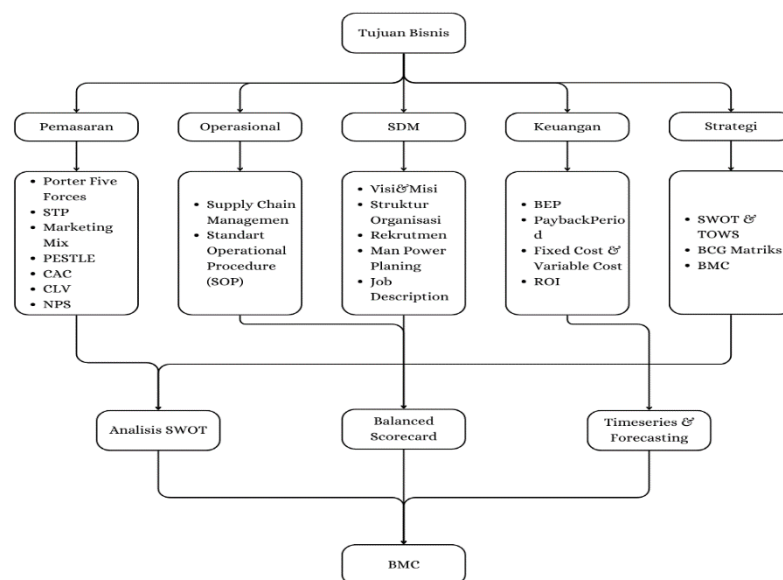 Tujuan Bisnis
Pemasaran
Operasional
SDM
Keuangan
Strategi
• Porter Five
Forces
• STP
• Marketing
Mix
• PESTLE
• CAC
• CLV
• NPS
• Supply Chain
Managemen
• Standart
Operational
Procedure
(SOP)
• Visi&Misi
• Struktur
Organisasi
• Rekrutmen
• Man Power
Planing
• Job
Description
• BEP
• PaybackPerio
d
• Fixed Cost &
Variable Cost
• ROI
• SWOT &
TOWS
• BCG Matriks
• BMC
Analisis SWOT
Balanced
Scorecard
Timeseries &
Forecasting
BMC